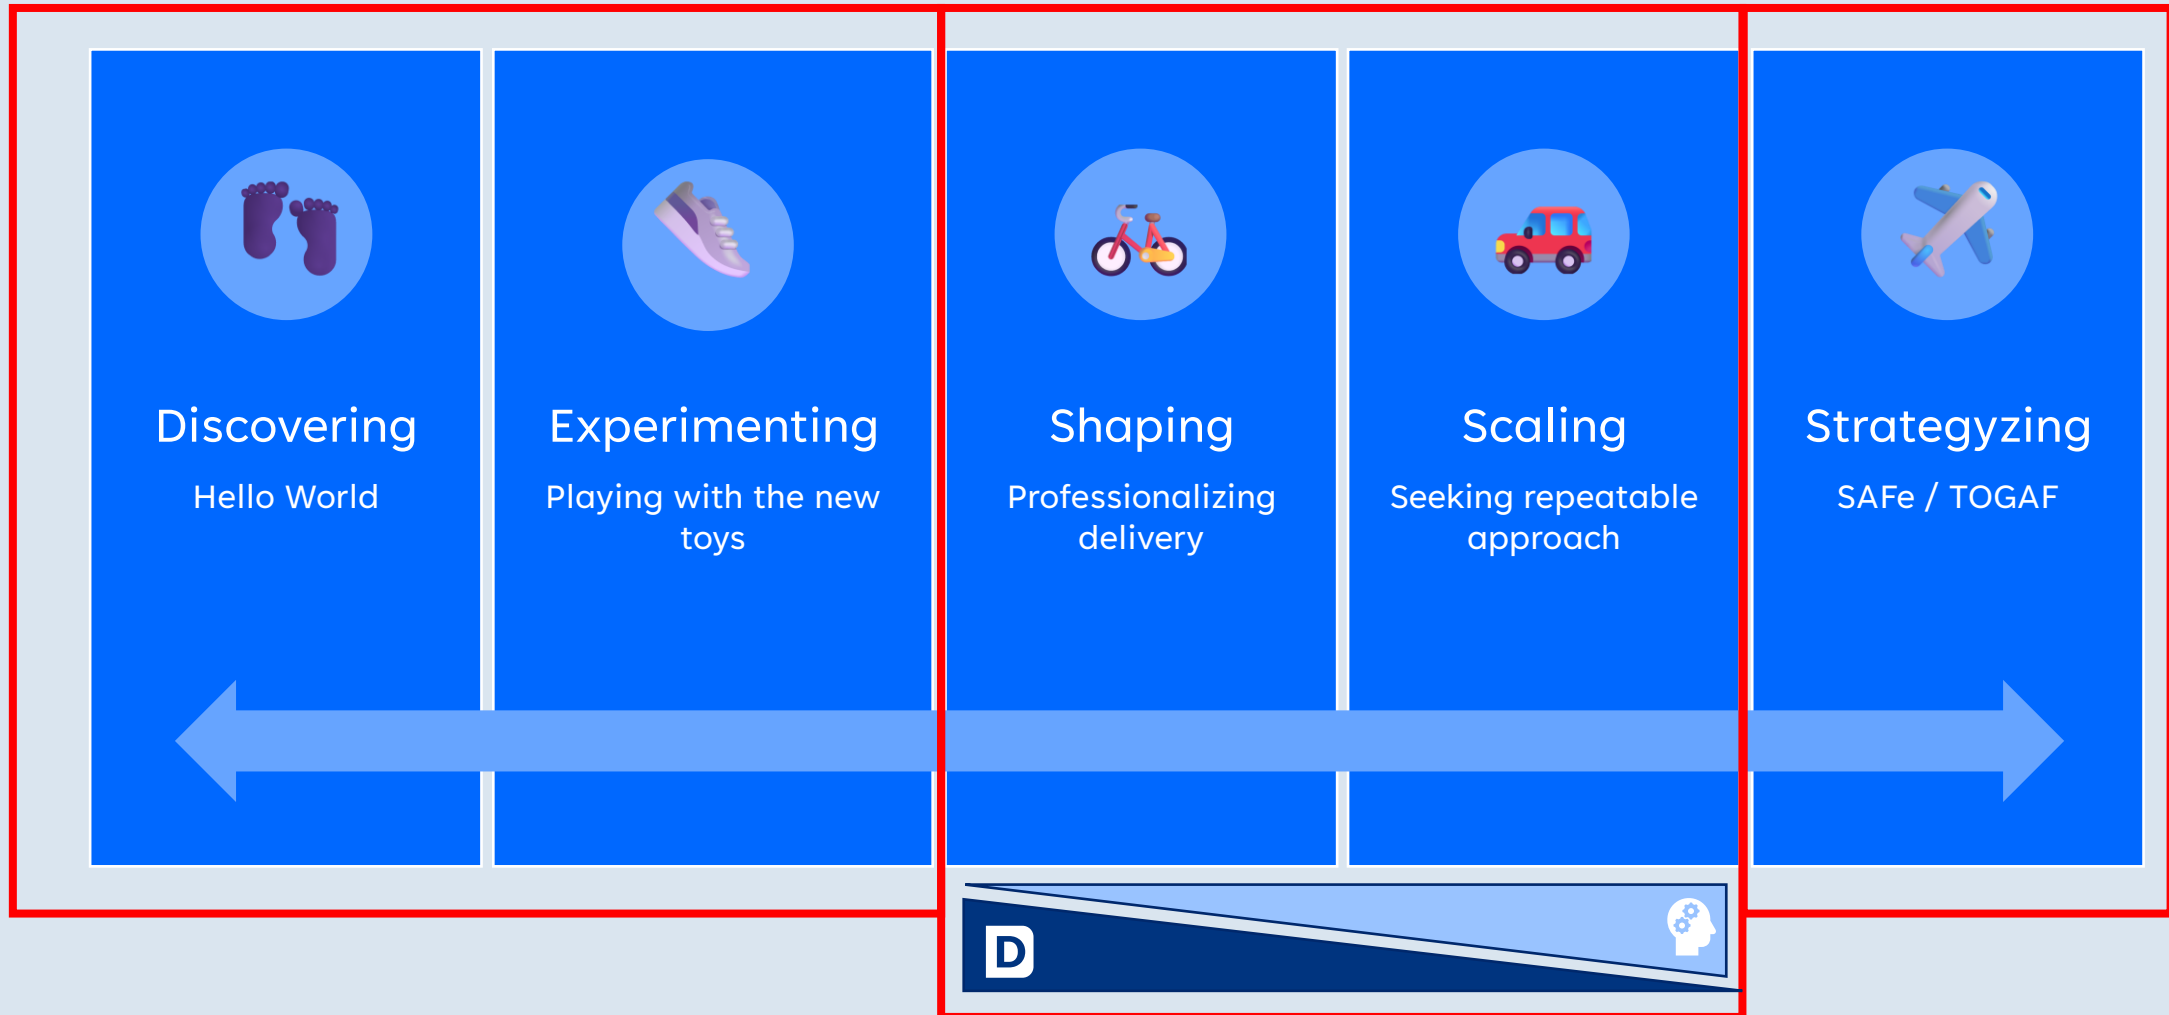 Discovering
Hello World
Experimenting
Playing with the new
toys
Shaping
Professionalizing
delivery
Scaling
Seeking repeatable
approach
Strategyzing
SAFe / TOGAF
D